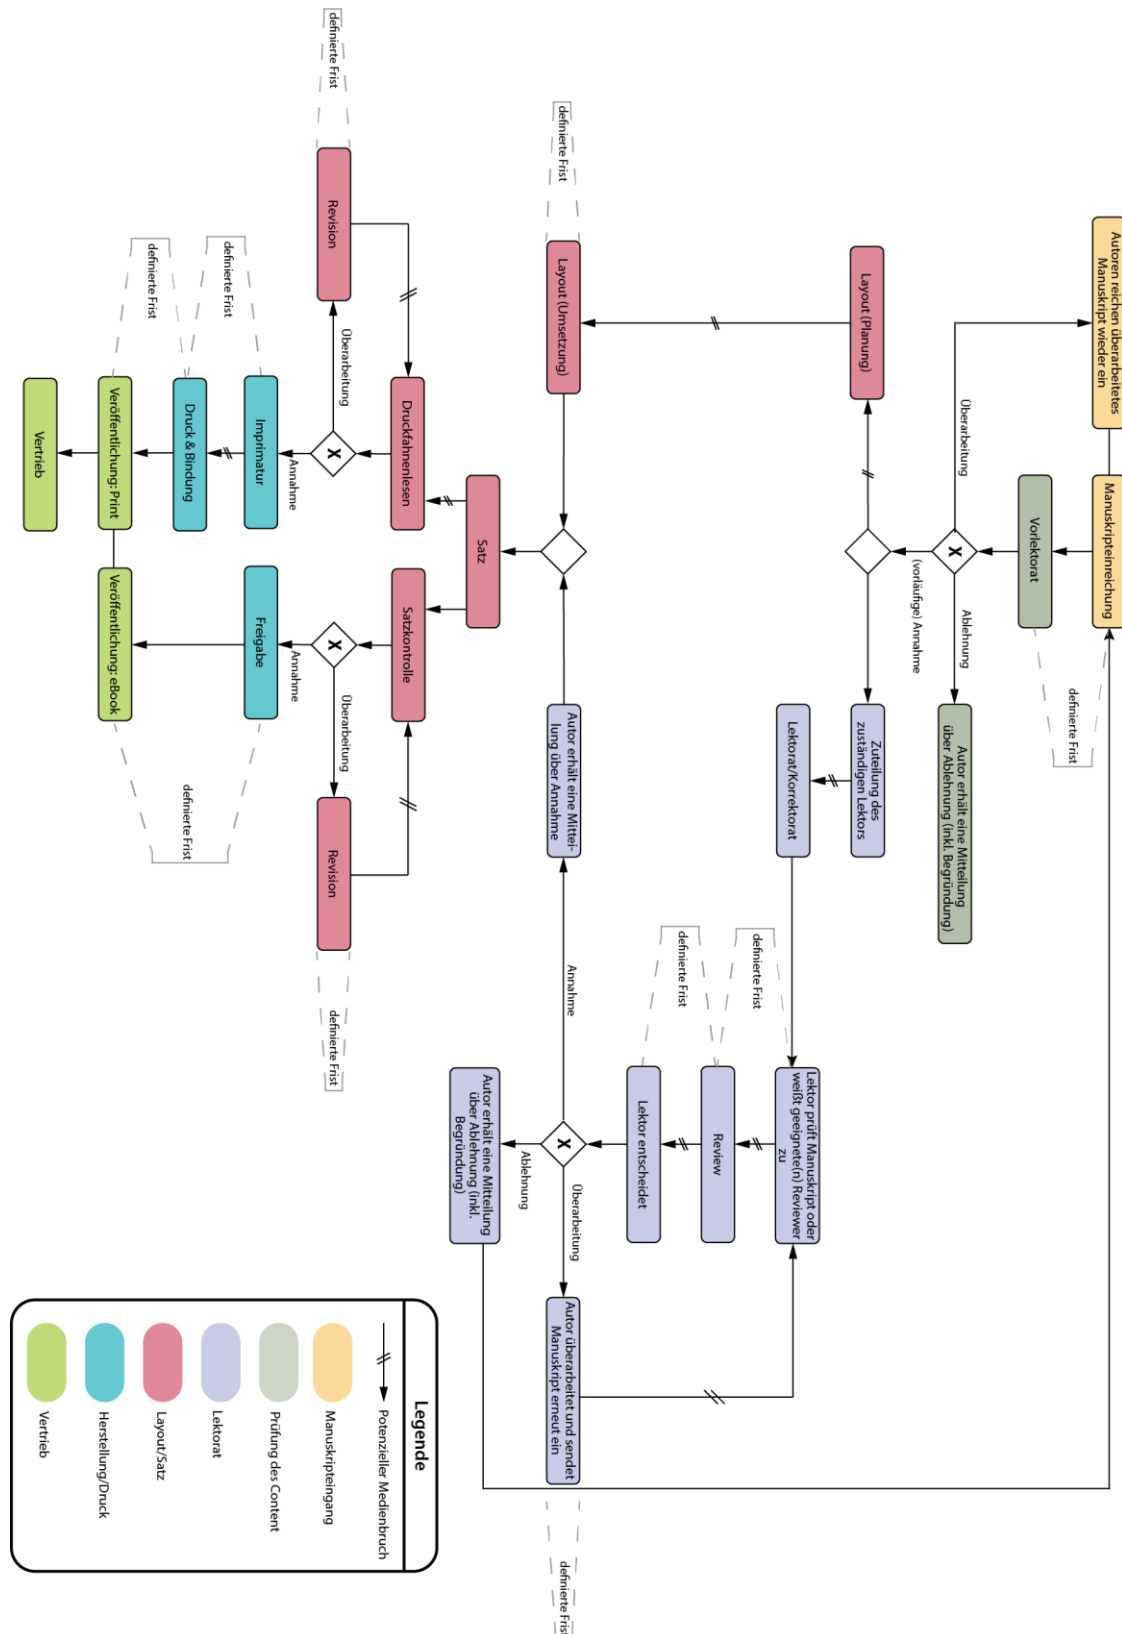 Autoren reichen überarbeitetes
Manuskript wieder ein
Manuskripteinreichung
Vorlektorat
definierte Frist
Überarbeitung
X
Ablehnung
(vorläufige) Annahme
Autor erhält eine Mitteilung
über Ablehnung (inkl. Begründung)
Layout (Planung)
Zuteilung des
zuständigen Lektors
Lektorat/Korrektorat
Lektor prüft Manuskript oder
weißt geeignete(n) Reviewer
zu
definierte Frist
Review
definierte Frist
Lektor entscheidet
definierte Frist
Layout (Umsetzung)
Autor erhält eine Mittei-
lung über Annahme
Annahme
X
Überarbeitung
Ablehnung
Autor überarbeitet und sendet
Manuskript erneut ein
definierte Frist
Autor erhält eine Mitteilung
über Ablehnung (inkl.
Begründung)
Satz
Druckfahnenlesen
Satzkontrolle
definierte Frist
Revision
Überarbeitung
X
Annahme
X
Überarbeitung
Annahme
Revision
definierte Frist
Imprimatur
Freigabe
definierte Frist
Druck & Bindung
definierte Frist
definierte Frist
Veröffentlichung: Print
Veröffentlichung: eBook
Vertrieb
Legende
Potenzieller Medienbruch
Manuskripteingang
Prüfung des Content
Lektorat
Layout/Satz
Herstellung/Druck
Vertrieb